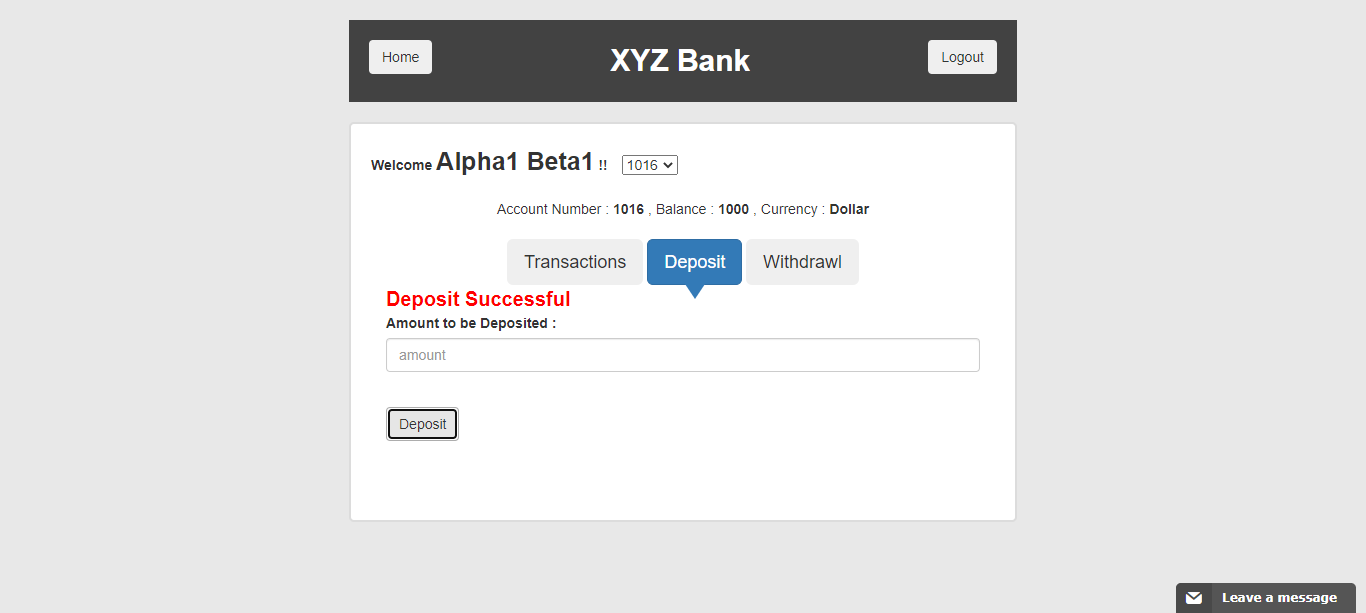 Home
XYZ Bank
Logout
Welcome Alpha1 Beta1 !! 1016
Account Number : 1016 , Balance : 1000 , Currency : Dollar
Transactions
Deposit
Withdrawl
Deposit Successful
Amount to be Deposited :
amount
Deposit
Leave a message